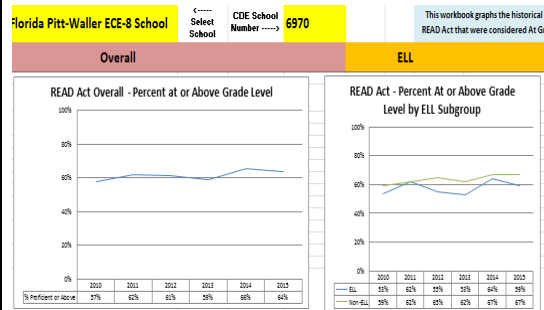 Florida Pitt-Waller ECE-8 School
<-----
Select
School
CDE School
Number ----->
6970
This workbook graphs the historical
READ Act that were considered At Gr
Overall
ELL
READ Act Overall - Percent at or Above Grade Level
100%
80%
60%
40%
20%
0%
2010 2011 2012 2013 2014 2015
% Proficient or Above 57% 62% 61% 59% 66% 64%
READ Act - Percent At or Above Grade
Level by ELL Subgroup
100%
80%
60%
40%
20%
0%
2010 2011 2012 2013 2014 2015
ELL 53% 62% 55% 53% 64% 59%
Non-ELL 59% 62% 65% 62% 67% 67%